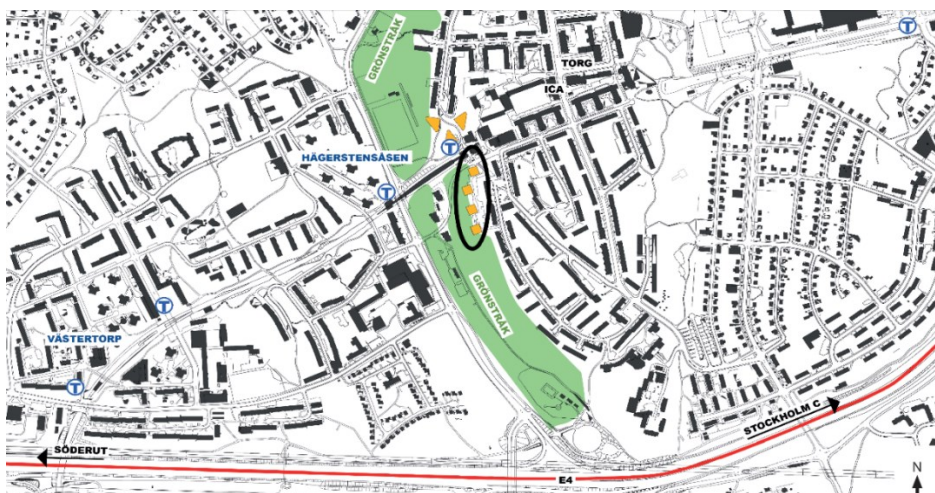 GRÖNSTRÅK
T
TORG
ICA
T
HÄGERSTENSÅSEN
T
GRÖNSTRÅK
T
VÄSTERTORP
T
STOCKHOLM C
SÖDERUT
E4
N